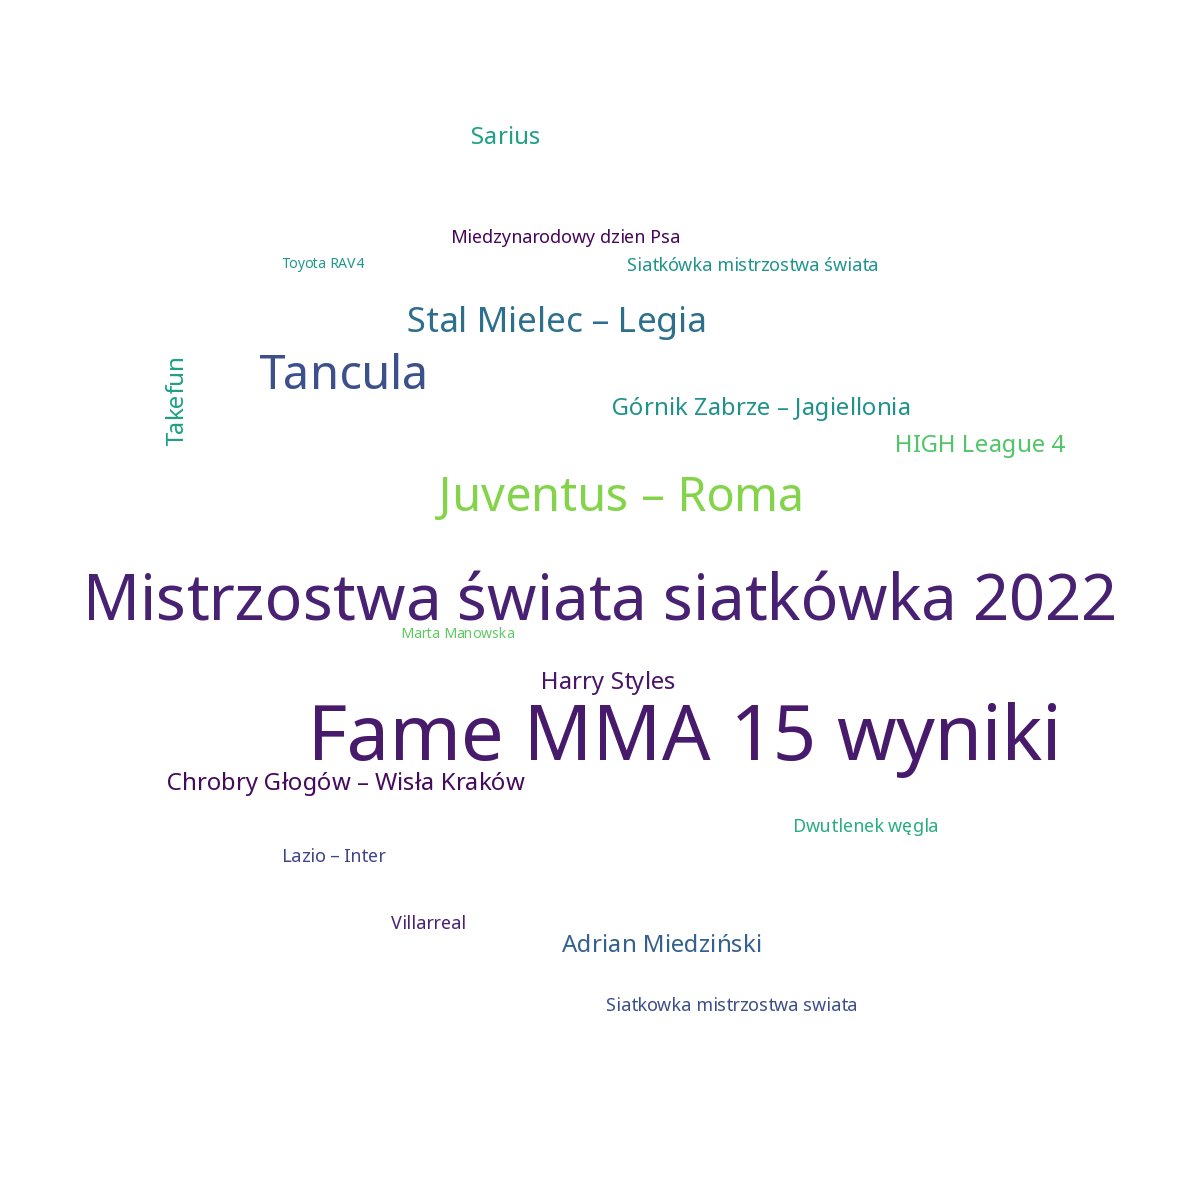 Sarius
Miedzynarodowy dzien Psa
Toyota RAV4
Siatkówka mistrzostwa świata
Stal Mielec – Legia
Tancula
Takefun
Górnik Zabrze – Jagiellonia
HIGH League 4
Juventus – Roma
Mistrzostwa świata siatkówka 2022
Marta Manowska
Harry Styles
Fame MMA 15 wyniki
Chrobry Głogów – Wisła Kraków
Dwutlenek węgla
Lazio – Inter
Villarreal
Adrian Miedziński
Siatkowka mistrzostwa swiata